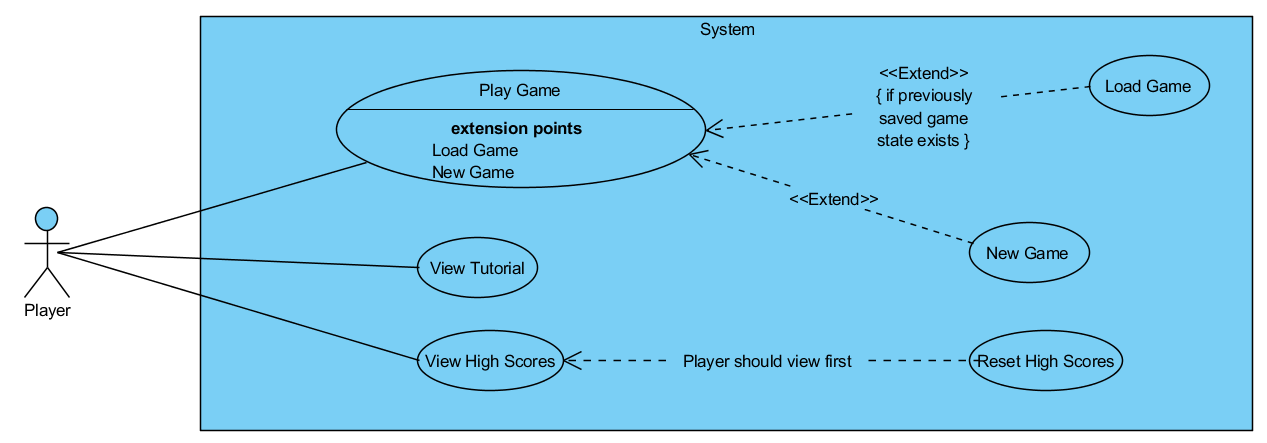 System
Play Game
extension points
Load Game
New Game
<<Extend>>
{ if previously
saved game
state exists }
Load Game
<<Extend>>
New Game
Player
View Tutorial
View High Scores
Player should view first
Reset High Scores